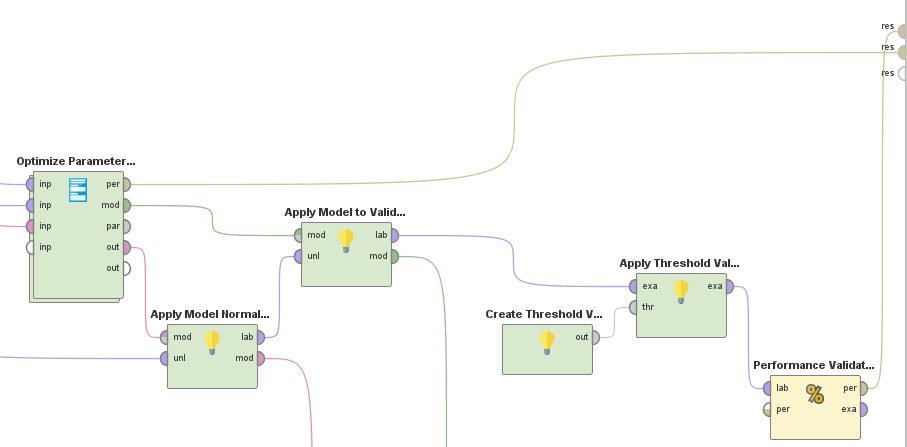 res
res
res
Optimize Parameter...
inp per
inp mod
inp par
inp out
out
Apply Model to Valid...
mod lab
unl mod
Apply Threshold Val...
exa exa
thr
Apply Model Normal...
mod lab
unl mod
Create Threshold V...
out
Performance Validat...
lab per
per exa